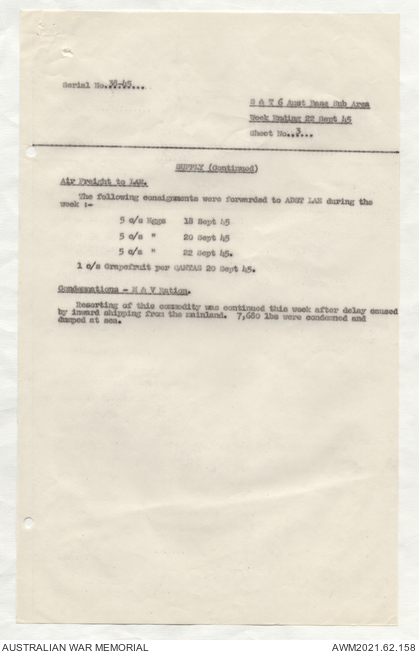 Serial No. 38-45....
S & T 6 Aust Base Sub Area
Week Ending 22 Sept 45
Sheet No...3...
SUPPLY (Continued)
Air Freight to LAE.
The following consignments were forwarded to ADST LAE during the
week :-
5 c/s Eggs 18 Sept 45
5 c/s " 20 Sept 45
5 c/s " 22 Sept 45.
1 c/s Grapefruit per QANTAS 20 Sept 45.
Condemnations - M & V Ration.
Resorting of this commodity was continued this week after delay caused
by inward shipping from the mainland. 7,680 lbs were condemned and
dumped at sea.
AUSTRALIAN WAR MEMORIAL
AWM2021.62.158